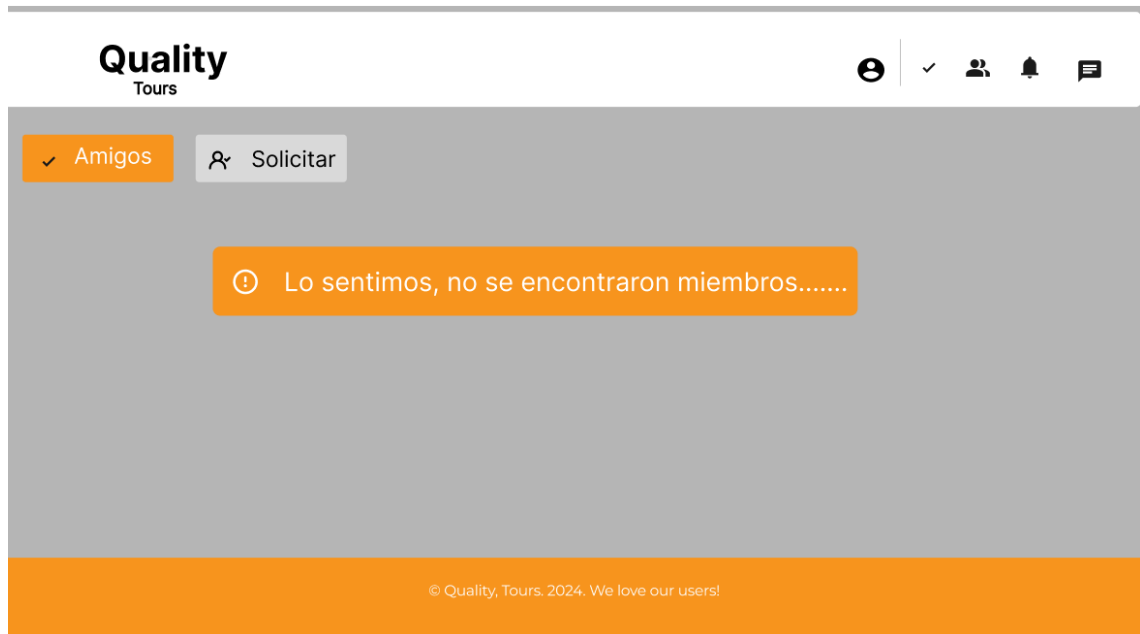 Quality
Tours
Amigos
Solicitar
Lo sentimos, no se encontraron miembros.......
© Quality, Tours. 2024. We love our users!